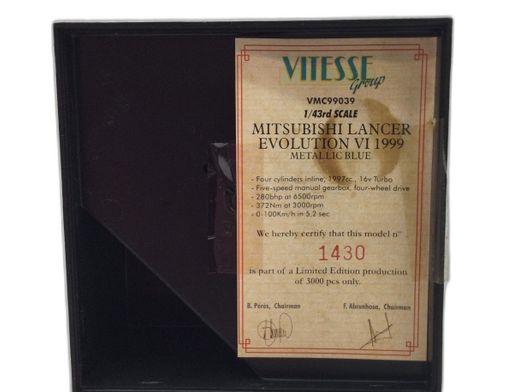 VITESSE
Group
VMC99039
1/43rd SCALE
MITSUBISHI LANCER
EVOLUTION VI 1999
METALLIC BLUE
- Four cylinders inline, 1997cc., 16v Turbo
- Five-speed manual gearbox, four-wheel drive
- 280bhp at 6500rpm
- 372Nm at 3000rpm
- 0-100Km/h in 5,2 sec
We hereby certify that this model nº
1430
is part of a Limited Edition production
of 3000 pcs only.
B. Pares, Chairman F. Abrunhosa, Chairman